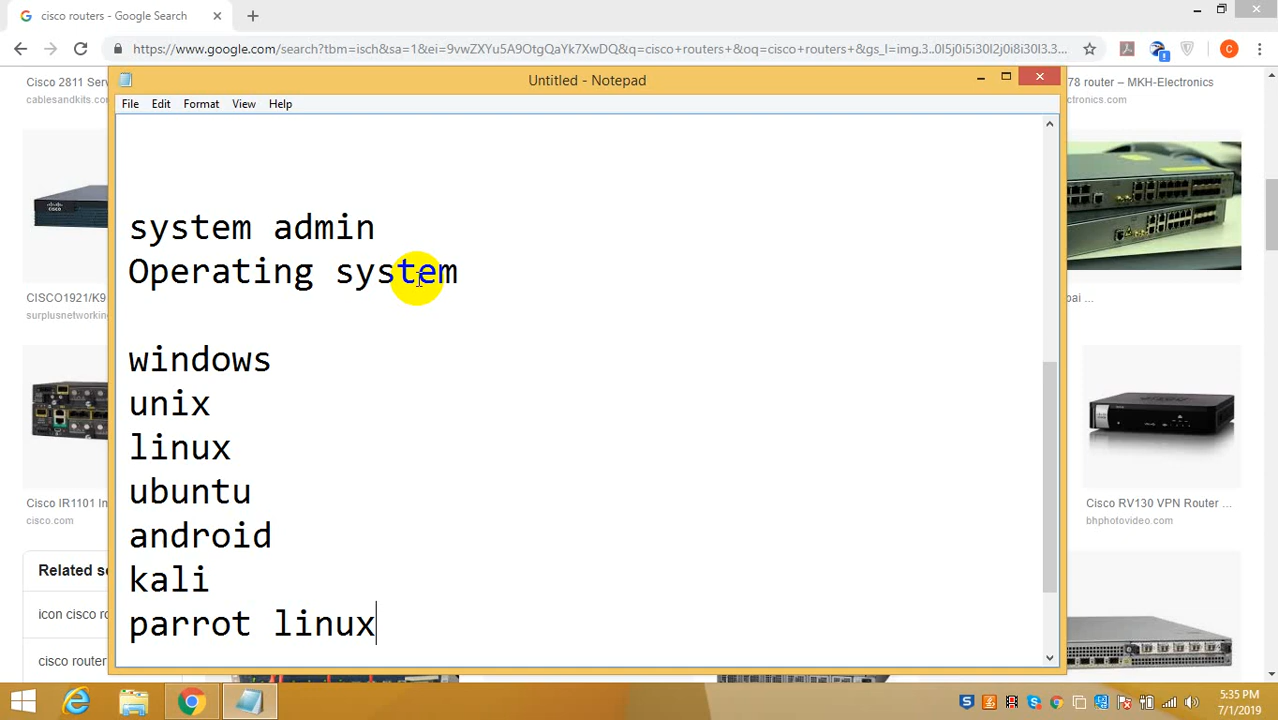 cisco routers - Google Search
https://www.google.com/search?tbm=isch&sa=1&ei=9vwZXYu5A9OtgQaYk7XwDQ&q=cisco+routers+&oq=cisco+routers+&gs_l=img.3..0l5j0i5i30l2j0i8i30l3.3...
Cisco 2811 Serv
cablesandkits.com
78 router – MKH-Electronics
ctronics.com
Untitled - Notepad
File Edit Format View Help
system admin
Operating system
windows
unix
linux
ubuntu
android
kali
parrot linux
CISCO1921/K9
surplusnetworking
bai ...
Cisco IR1101 In
cisco.com
Cisco RV130 VPN Router ...
bhphotovideo.com
Related se
icon cisco ro
cisco router
5:35 PM
7/1/2019